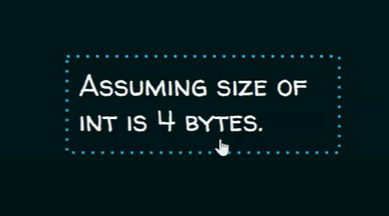 Assuming size of
int is 4 bytes.